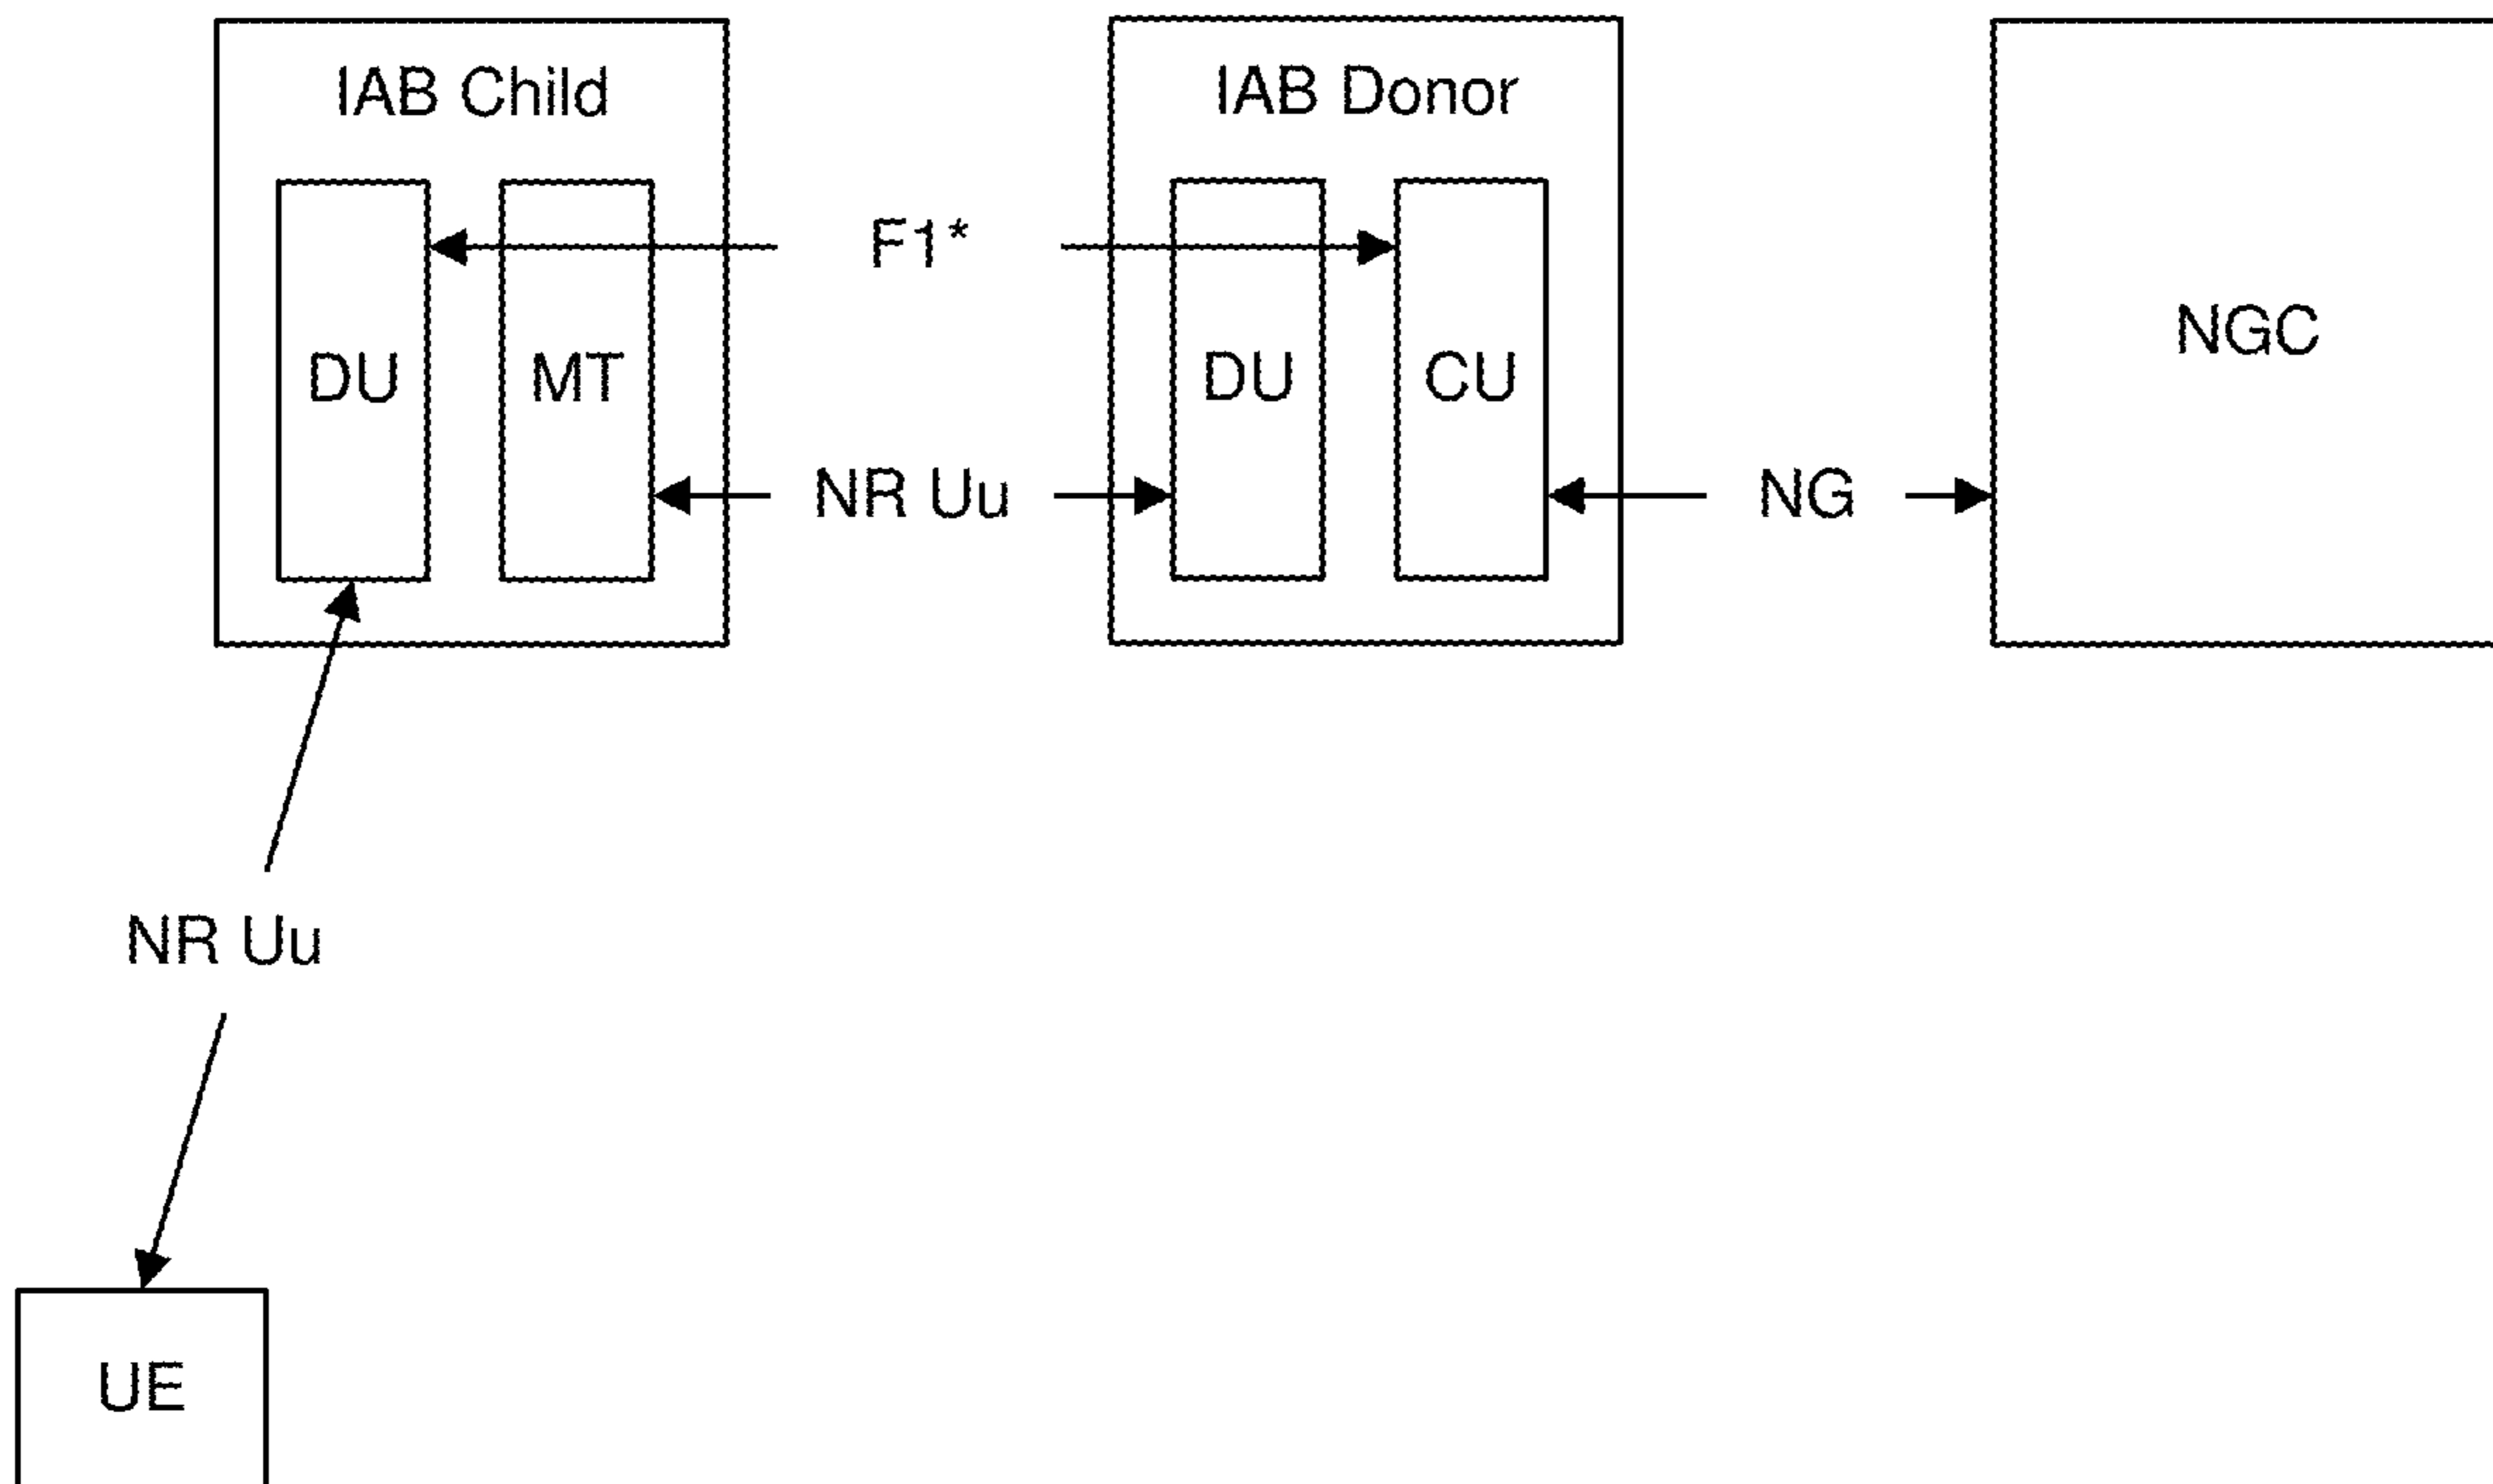 IAB Child
IAB Donor
F1*
NGC
DU
MT
DU
CU
NR Uu
NG
NR Uu
UE